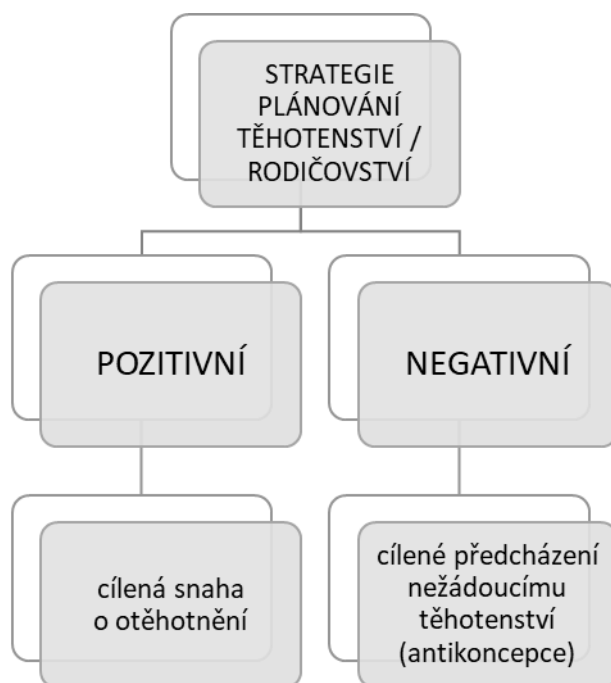 STRATEGIE
PLÁNOVÁNÍ
TĚHOTENSTVÍ /
RODIČOVSTVÍ
POZITIVNÍ
NEGATIVNÍ
cílená snaha
o otěhotnění
cílené předcházení
nežádoucímu
těhotenství
(antikoncepce)